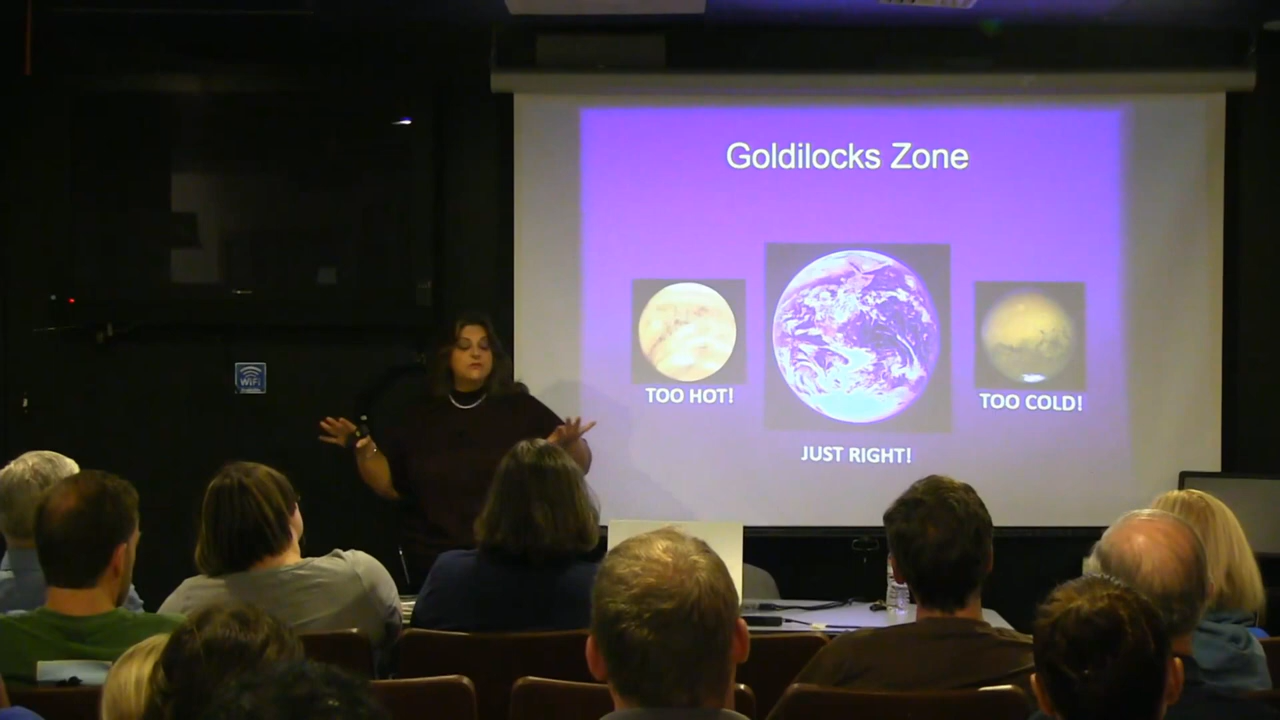 Goldilocks Zone
TOO HOT!
TOO COLD!
JUST RIGHT!
WiFi